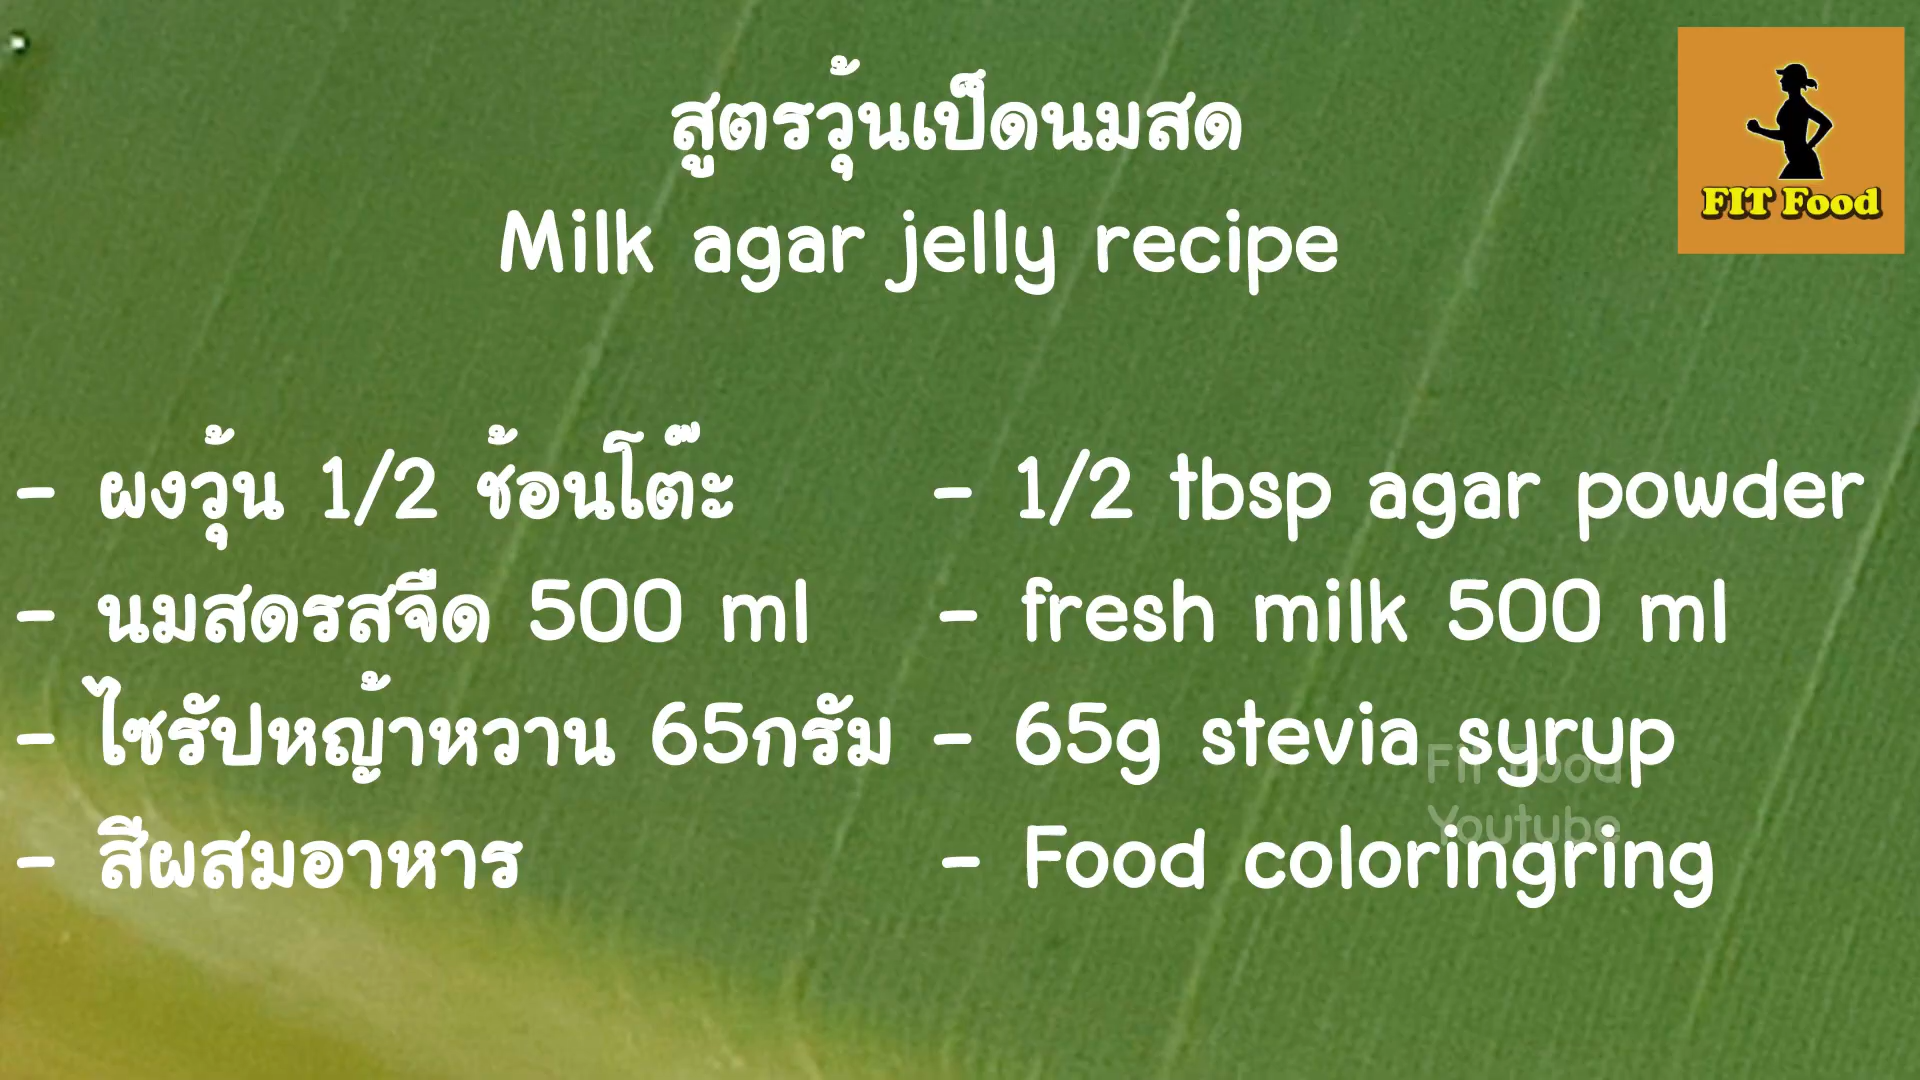 สูตรวุ้นเป็ดนมสด
Milk agar jelly recipe
FIT Food
- ผงวุ้น 1/2 ช้อนโต๊ะ
- นมสดรสจืด 500 ml
- ไซรัปหญ้าหวาน 65กรัม
- สีผสมอาหาร
- 1/2 tbsp agar powder
- fresh milk 500 ml
- 65g stevia syrup
- Food coloringring
Fit Food
Youtube